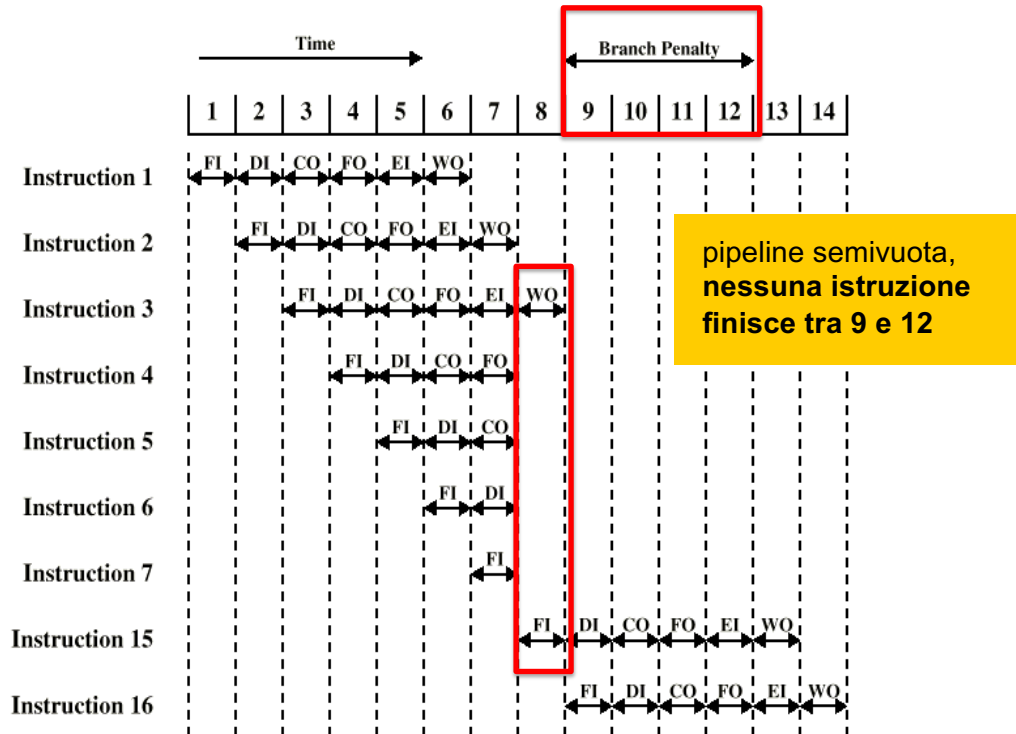 Time
Branch Penalty
1 2 3 4 5 6 7 8 9 10 11 12 13 14
Instruction 1 FI DI CO FO EI WO
Instruction 2 FI DI CO FO EI WO
pipeline semivuota,
nessuna istruzione
finisce tra 9 e 12
Instruction 3 FI DI CO FO EI WO
Instruction 4 FI DI CO FO
Instruction 5 FI DI CO
Instruction 6 FI DI
Instruction 7 FI
Instruction 15 FI DI CO FO EI WO
Instruction 16 FI DI CO FO EI WO